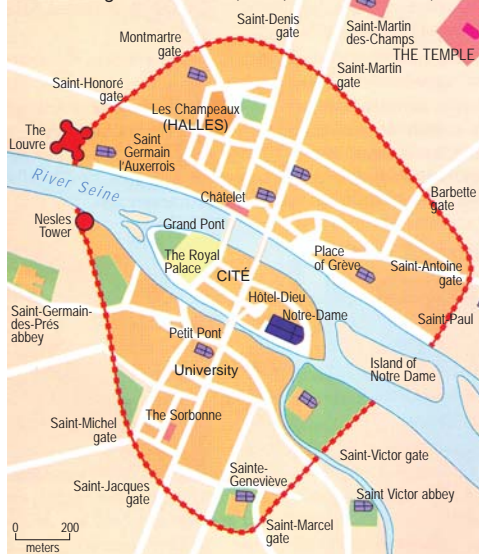 Saint-Denis
gate
Montmartre
gate
Saint-Martin
des-Champs
THE TEMPLE
Saint-Martin
gate
Saint-Honoré
gate
Les Champeaux
(HALLES)
The
Louvre
Saint
Germain
l'Auxerrois
River Seine
Châtelet
Barbette
gate
Nesles
Tower
Grand Pont
The Royal
Palace
CITÉ
Place
of Grève
Saint-Antoine
gate
Hôtel-Dieu
Notre-Dame
Saint-Paul
Saint-Germain-
des-Prés
abbey
Petit Pont
University
Island of
Notre Dame
Saint-Michel
gate
The Sorbonne
Saint-Victor gate
Saint-Jacques
gate
Sainte-
Geneviève
Saint Victor abbey
Saint-Marcel
gate
0 200
meters